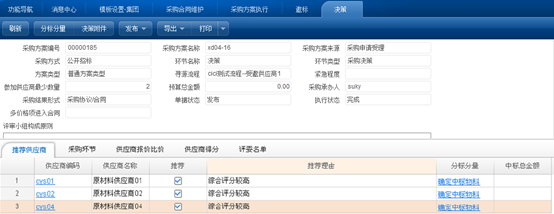 功能导航 消息中心 模板设置-集团 采购合同维护 采购方案执行 邀标 决策
刷新 分标分量 决策附件 发布 导出 打印
采购方案编号 00000185 采购方案名称 xd04-16 采购方案来源 采购申请受理
采购方式 公开招标 环节名称 决策 环节类型 采购决策
方案类型 普通方案类型 寻源流程 cici测试流程--受邀供应商1 紧急程度
参加供应商最少数量 2 预算总金额 0.00 采购承办人 suky
采购结果形式 采购协议/合同 单据状态 发布 执行状态 完成
多价格项进入合同
评审小组构成原则
推荐供应商 采购环节 供应商报价比价 供应商得分 评委名单
供应商编码 供应商名称 推荐 推荐理由 分标分量 中标总金额
1 cvs01 原材料供应商01 综合评分较高 确定中标物料
2 cvs02 原材料供应商02 综合评分较高 确定中标物料
3 cvs04 原材料供应商04 综合评分较高 确定中标物料